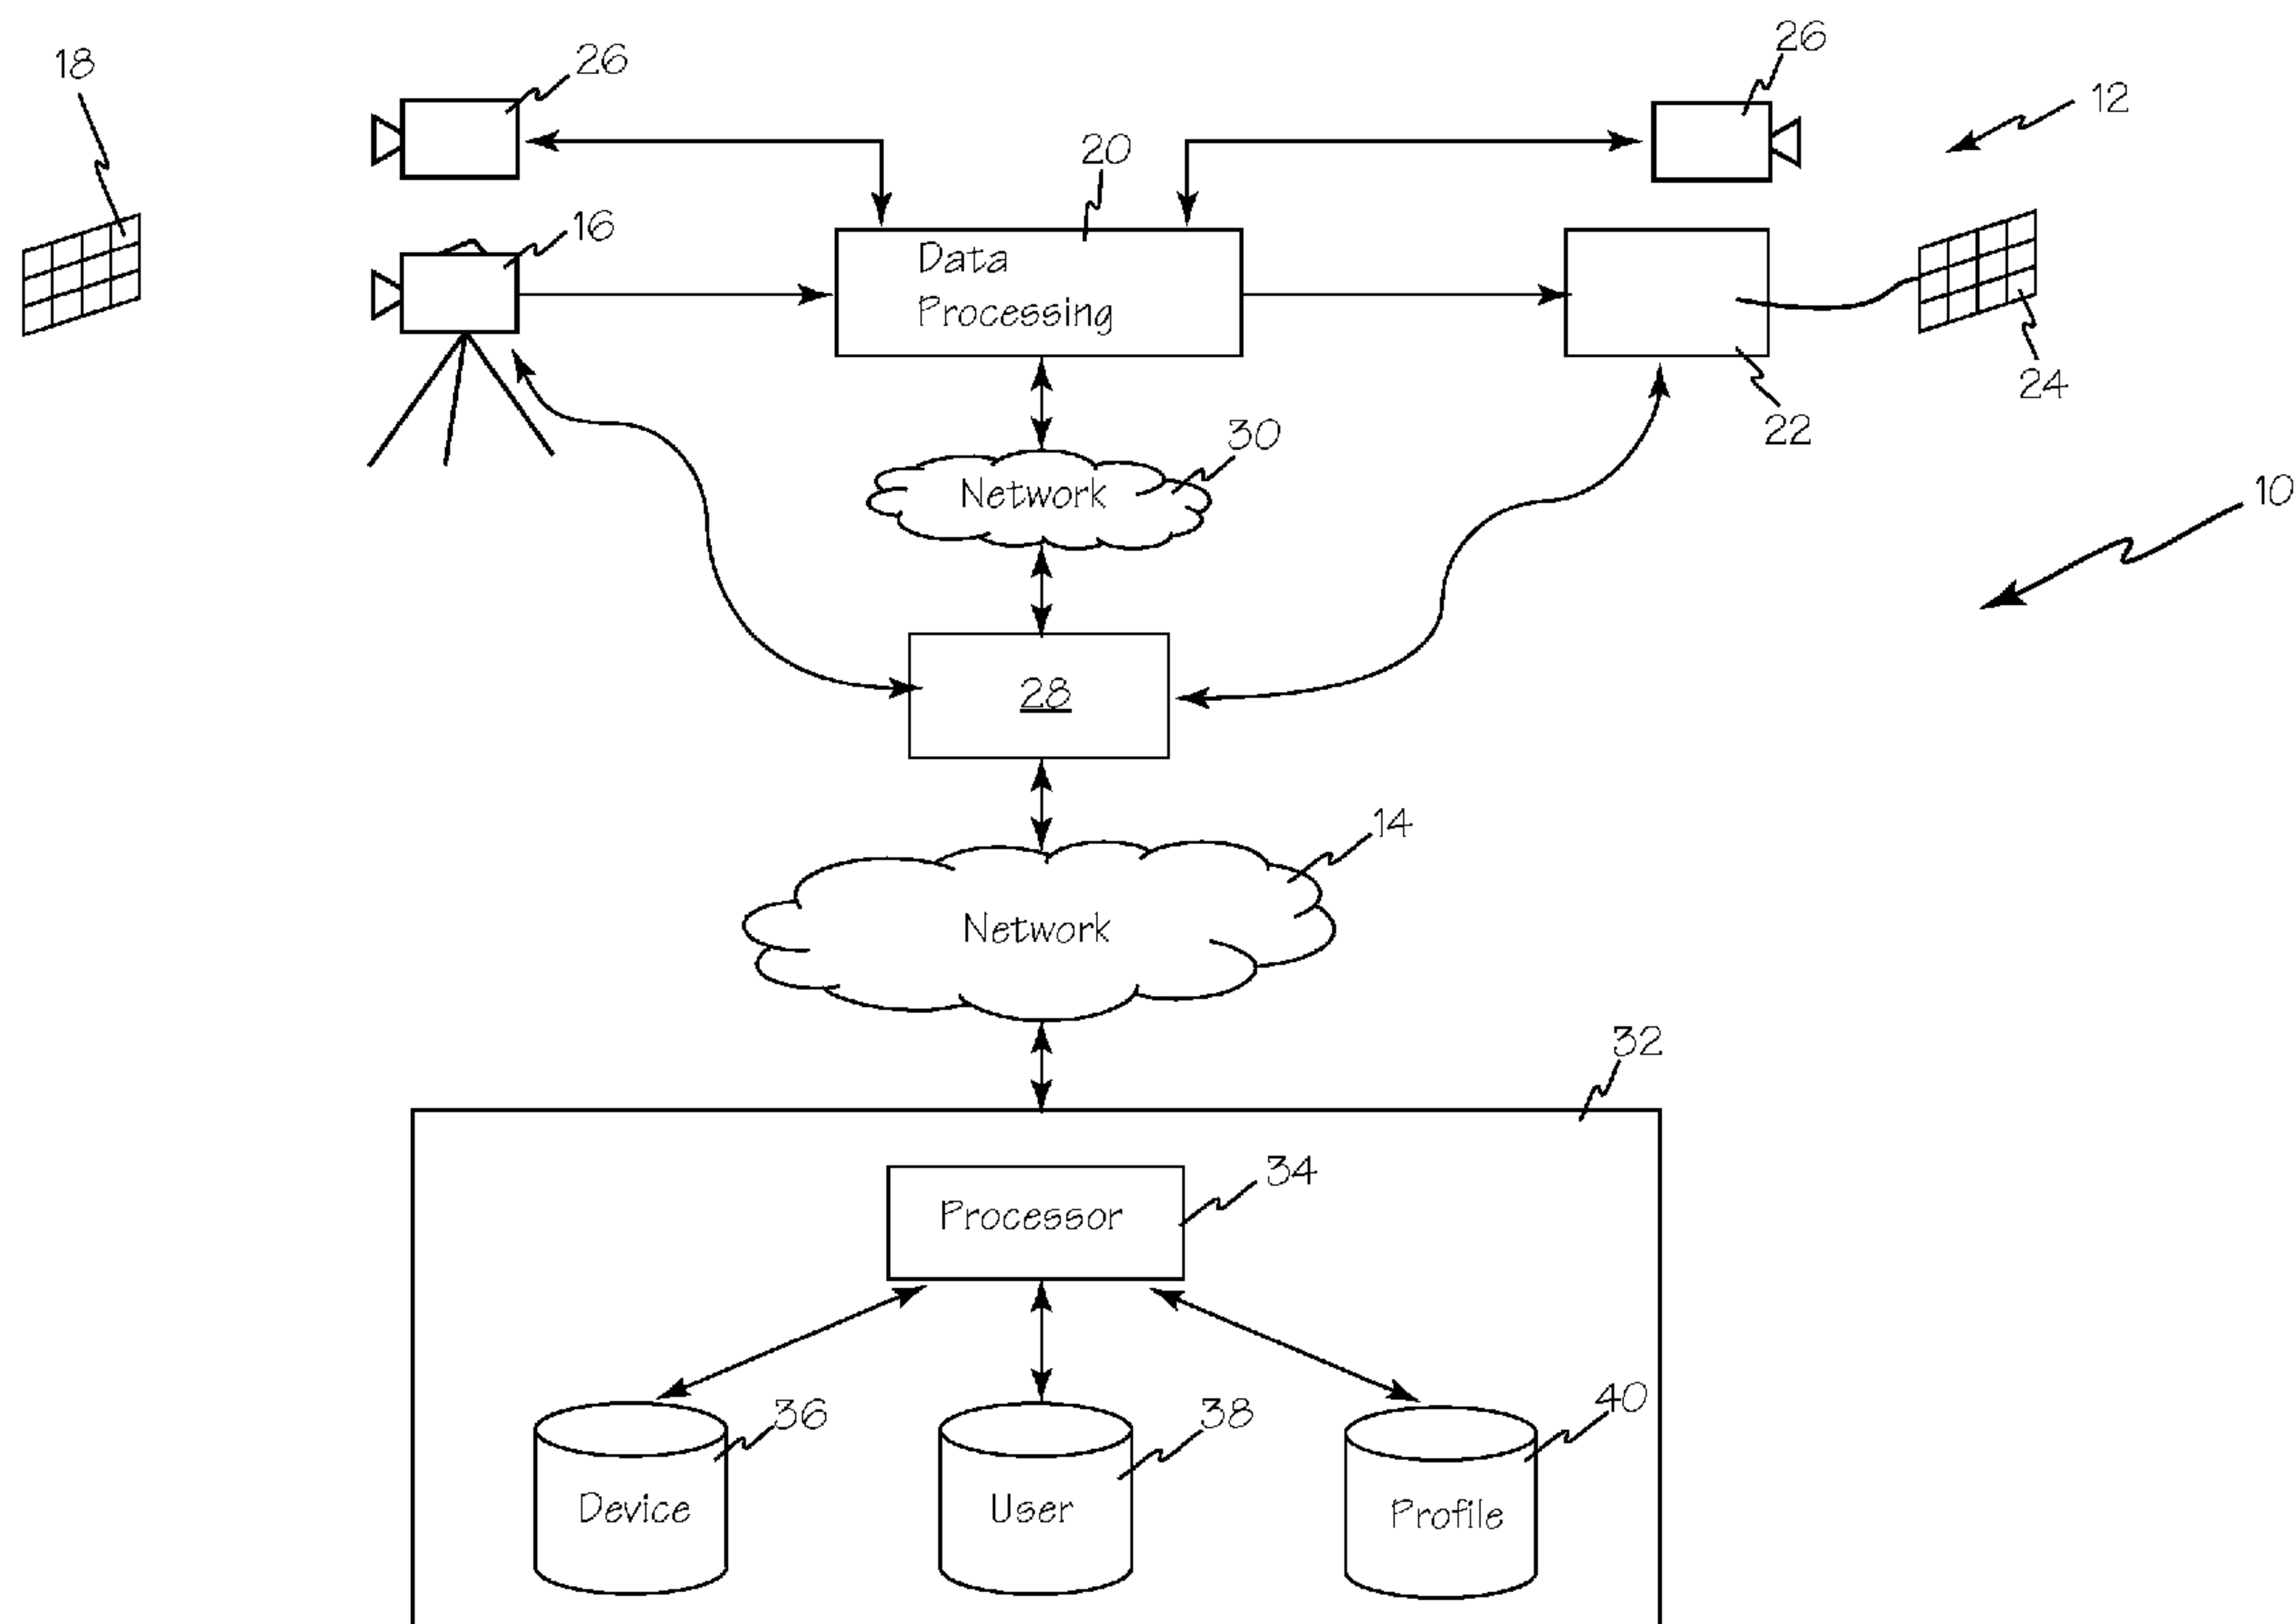 18
26
26
12
20
16
Data
Processing
24
22
30
Network
10
28
14
Network
32
34
Processor
36
38
40
Device
User
Profile